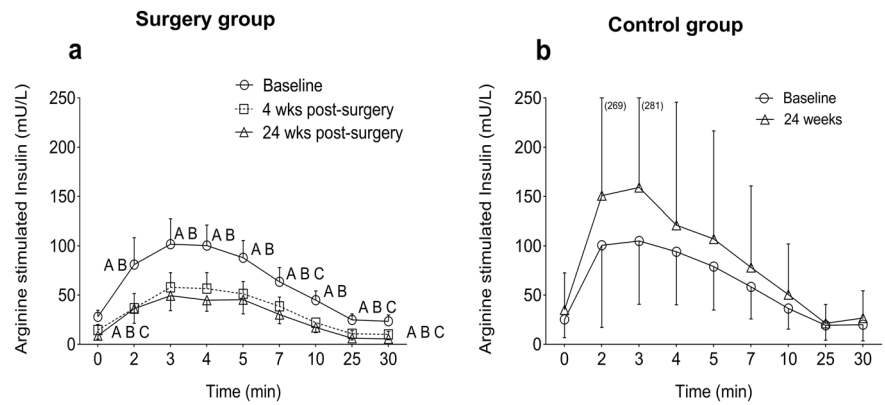 Surgery group
a
Baseline
4 wks post-surgery
24 wks post-surgery
Arginine stimulated Insulin (mU/L)
250
200
150
100
50
0
A B
A B
A B
A B
A B C
A B
A B C
A B C
A B C
0 2 3 4 5 7 10 25 30
Time (min)
Control group
b
Baseline
24 weeks
Arginine stimulated Insulin (mU/L)
250
200
150
100
50
0
(269) (281)
0 2 3 4 5 7 10 25 30
Time (min)